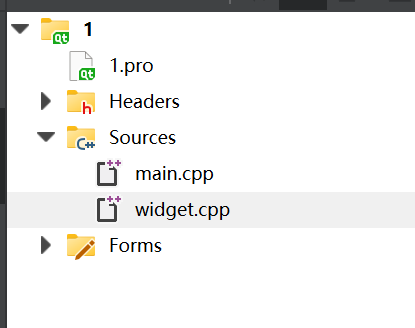 1
1.pro
Headers
Sources
main.cpp
widget.cpp
Forms